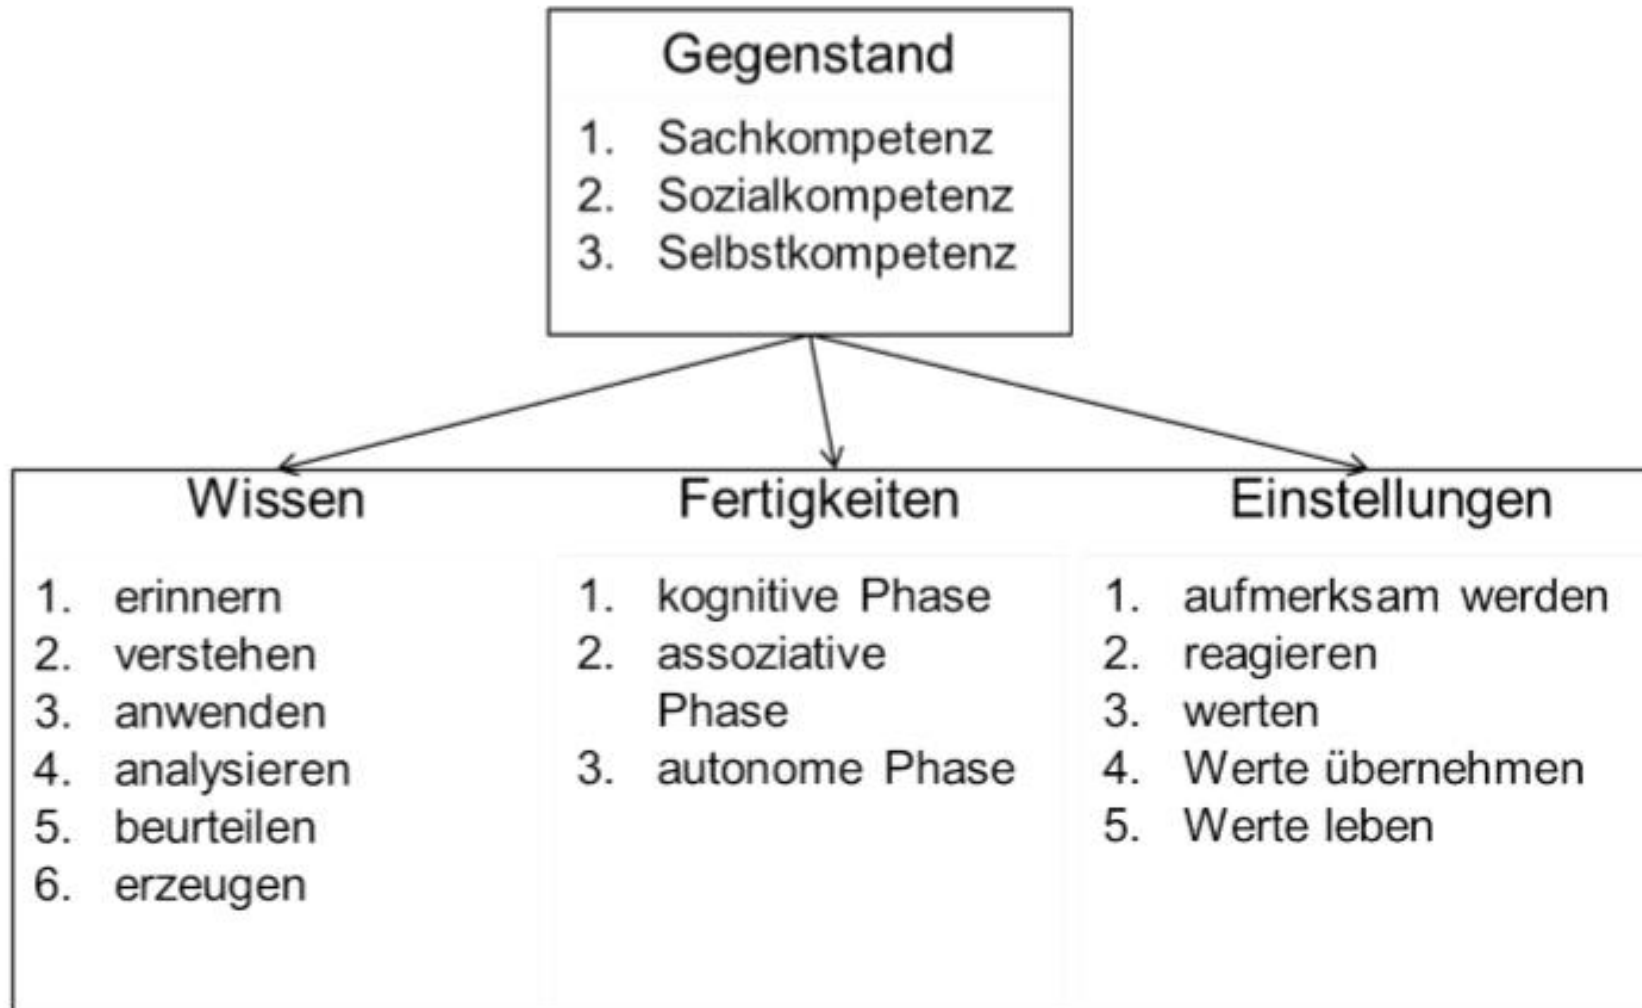 Gegenstand
1. Sachkompetenz
2. Sozialkompetenz
3. Selbstkompetenz
Wissen
1. erinnern
2. verstehen
3. anwenden
4. analysieren
5. beurteilen
6. erzeugen
Fertigkeiten
1. kognitive Phase
2. assoziative
Phase
3. autonome Phase
Einstellungen
1. aufmerksam werden
2. reagieren
3. werten
4. Werte übernehmen
5. Werte leben